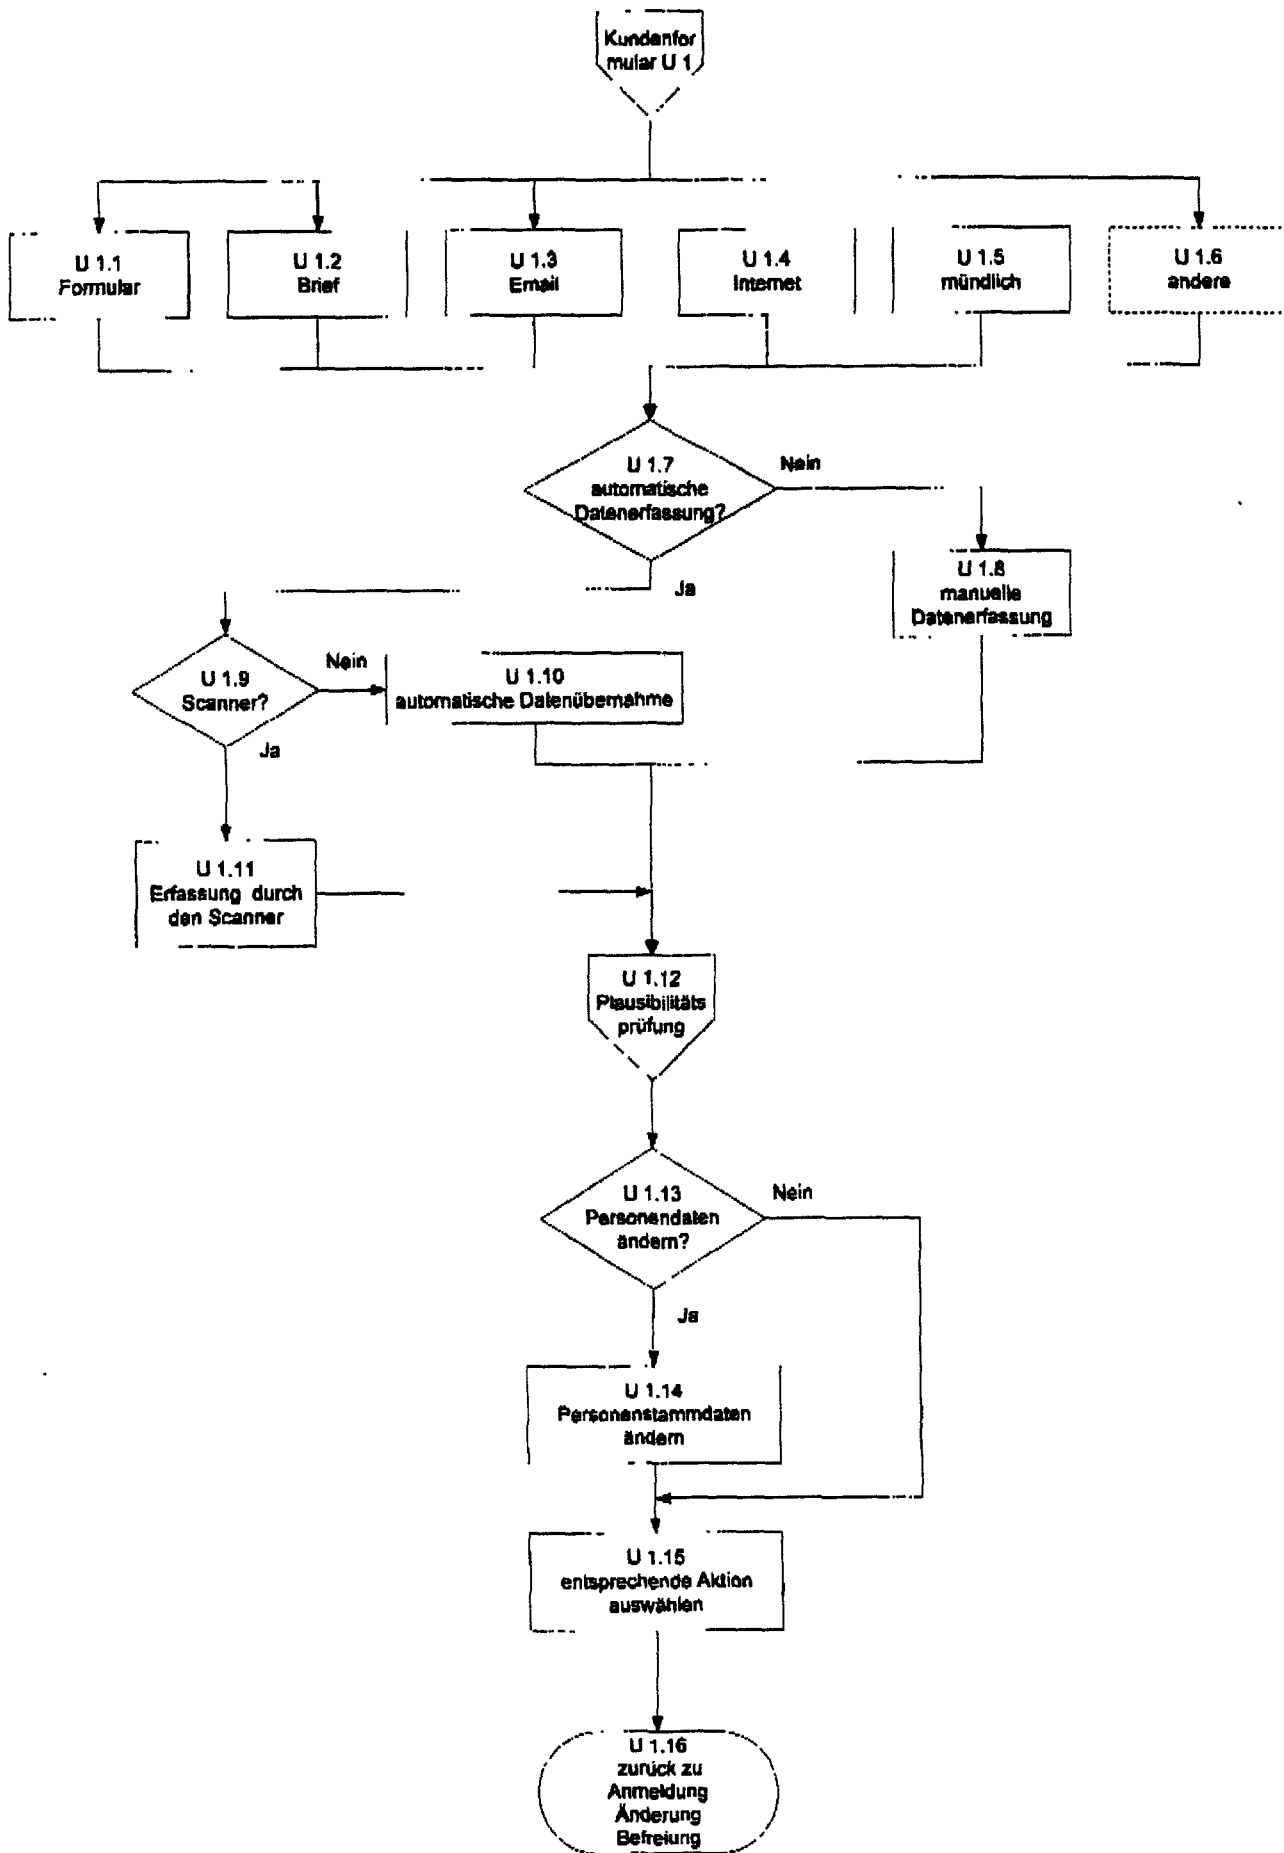 Kundenfor
mular U 1
U 1.1
Formular
U 1.2
Brief
U 1.3
Email
U 1.4
Internet
U 1.5
mündlich
U 1.6
andere
U 1.7
automatische
Datenerfassung?
Nein
Ja
U 1.8
manuelle
Datenerfassung
U 1.9
Scanner?
Nein
Ja
U 1.10
automatische Datenübernahme
U 1.11
Erfassung durch
den Scanner
U 1.12
Plausibilitäts
prüfung
U 1.13
Personendaten
ändern?
Nein
Ja
U 1.14
Personenstammdaten
ändern
U 1.15
entsprechende Aktion
auswählen
U 1.16
zurück zu
Anmeldung
Änderung
Befreiung